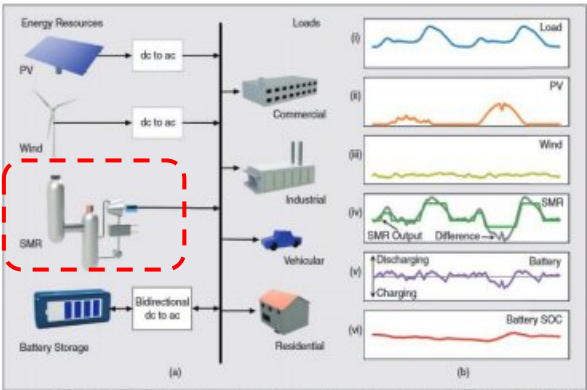 Energy Resources
Loads
PV
dc to ac
Wind
dc to ac
SMR
Battery Storage
Bidirectional
dc to ac
Commercial
Industrial
Vehicular
Residential
(a)
(i)
Load
(ii)
PV
(iii)
Wind
(iv)
SMR
SMR Output
Difference
(v)
Discharging
Battery
Charging
(vi)
Battery SOC
(b)